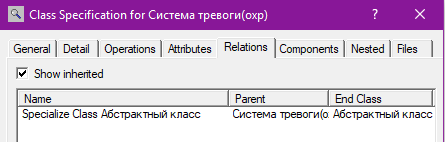 Class Specification for Система тревоги(охр)
General Detail Operations Attributes Relations Components Nested Files
Show inherited
Name Parent End Class
Specialize Class Абстрактный класс Система тревоги(о: Абстрактный класс